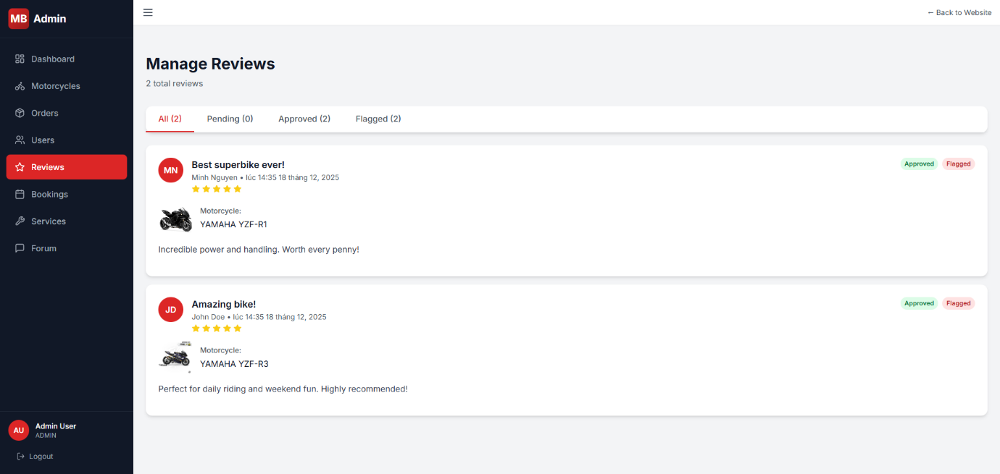 MB Admin
← Back to Website
Dashboard
Motorcycles
Orders
Users
Reviews
Bookings
Services
Forum
AU
Admin User
ADMIN
Logout
Manage Reviews
2 total reviews
All (2) Pending (0) Approved (2) Flagged (2)
MN
Best superbike ever!
Approved Flagged
Minh Nguyen • lúc 14:35 18 tháng 12, 2025
Motorcycle:
YAMAHA YZF-R1
Incredible power and handling. Worth every penny!
JD
Amazing bike!
Approved Flagged
John Doe • lúc 14:35 18 tháng 12, 2025
Motorcycle:
YAMAHA YZF-R3
Perfect for daily riding and weekend fun. Highly recommended!